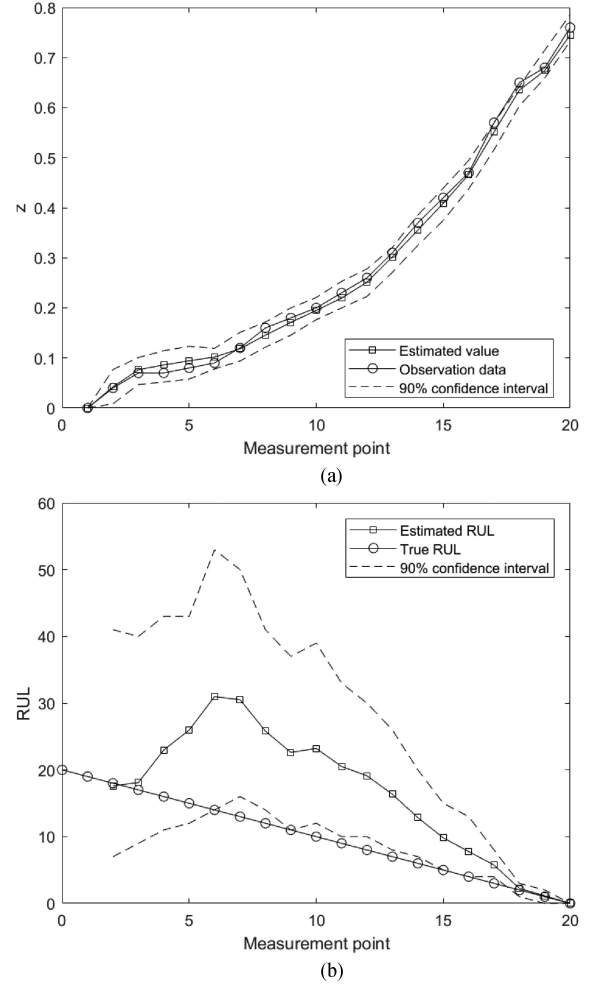 0.8
0.7
0.6
0.5
0.4
0.3
0.2
0.1
0
z
Estimated value
Observation data
90% confidence interval
0 5 10 15 20
Measurement point
(a)
60
50
40
30
20
10
0
RUL
Estimated RUL
True RUL
90% confidence interval
0 5 10 15 20
Measurement point
(b)